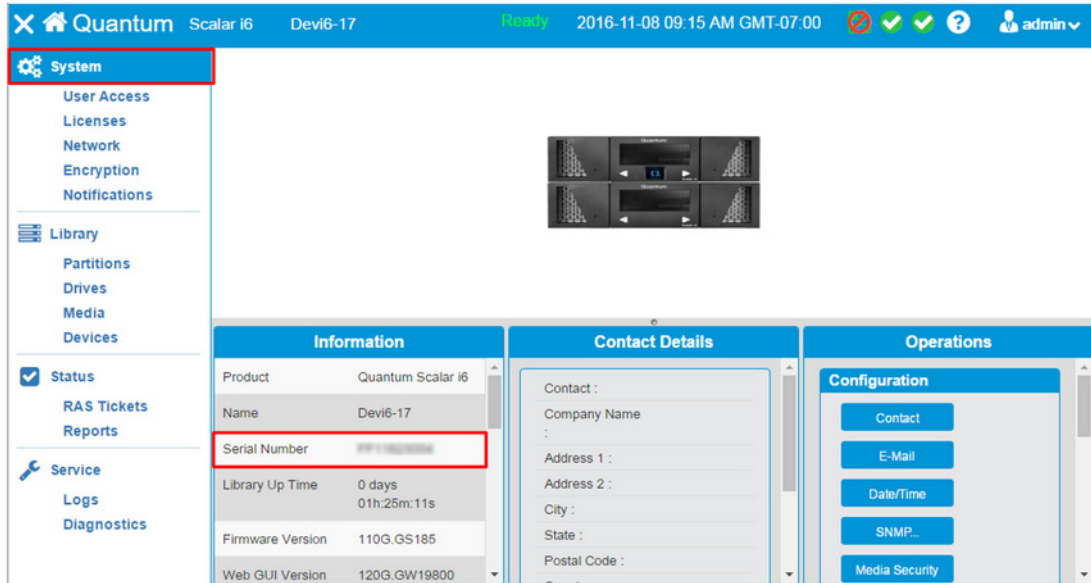 Quantum Scalar i6 Devi6-17 Ready 2016-11-08 09:15 AM GMT-07:00 ? admin
System
User Access
Licenses
Network
Encryption
Notifications
Library
Partitions
Drives
Media
Devices
Status
RAS Tickets
Reports
Service
Logs
Diagnostics
Quantum
Quantum
Information
Product Quantum Scalar i6
Name Devi6-17
Serial Number
Library Up Time 0 days
01h:25m:11s
Firmware Version 110G.GS185
Web GUI Version 120G.GW19800
Contact Details
Contact :
Company Name
:
Address 1 :
Address 2 :
City :
State :
Postal Code :
Operations
Configuration
Contact
E-Mail
Date/Time
SNMP...
Media Security